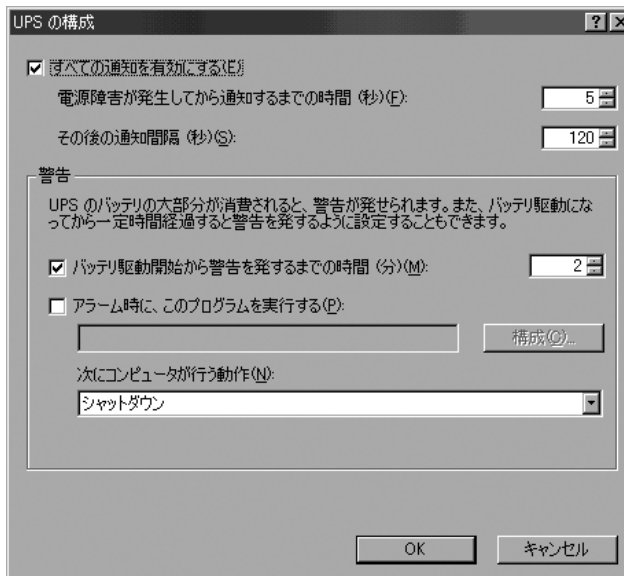 UPS の構成
すべての通知を有効にする(E)
電源障害が発生してから通知するまでの時間 (秒)(F): 5
その後の通知間隔 (秒)(S): 120
警告
UPS のバッテリの大部分が消費されると、警告が発せられます。また、バッテリ駆動にな
ってから一定時間経過すると警告を発するように設定することもできます。
バッテリ駆動開始から警告を発するまでの時間 (分)(M): 2
アラーム時に、このプログラムを実行する(P):
構成(C)...
次にコンピュータが行う動作(N):
シャットダウン
OK キャンセル